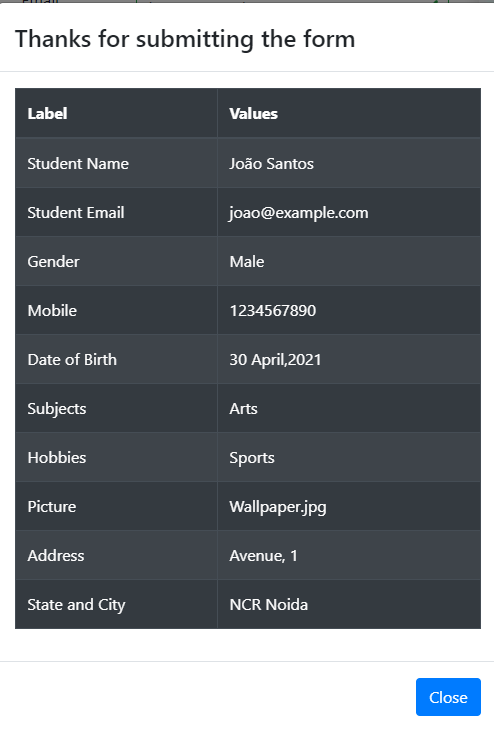 Thanks for submitting the form
Label Values
Student Name João Santos
Student Email joao@example.com
Gender Male
Mobile 1234567890
Date of Birth 30 April,2021
Subjects Arts
Hobbies Sports
Picture Wallpaper.jpg
Address Avenue, 1
State and City NCR Noida
Close